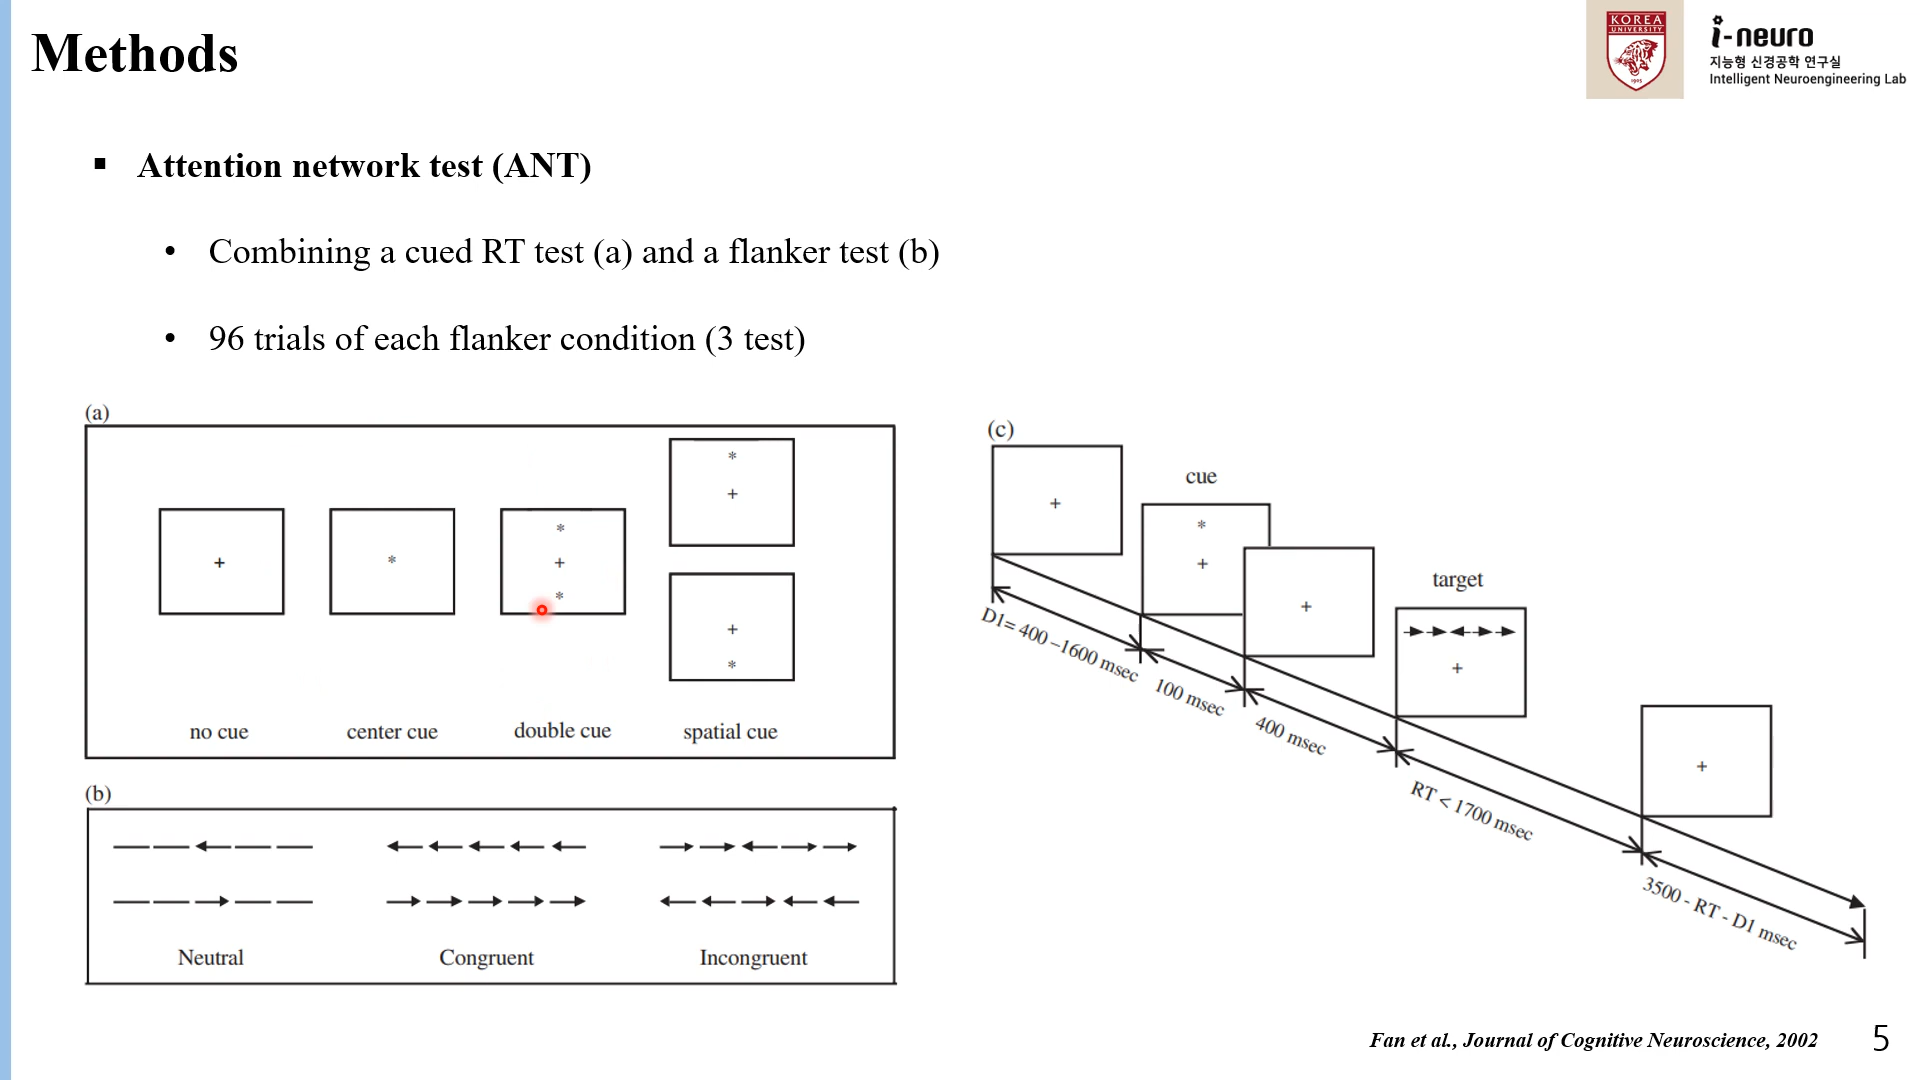 Methods
KOREA
UNIVERSITY
1905
i-neuro
지능형 신경공학 연구실
Intelligent Neuroengineering Lab
▪ Attention network test (ANT)
• Combining a cued RT test (a) and a flanker test (b)
• 96 trials of each flanker condition (3 test)
(a)
*
+
+
*
*
+
*
+
*
no cue
center cue
double cue
spatial cue
(b)
Neutral
Congruent
Incongruent
(c)
+
cue
*
+
+
target
+
+
D1= 400 –1600 msec
100 msec
400 msec
RT < 1700 msec
3500 - RT - D1 msec
Fan et al., Journal of Cognitive Neuroscience, 2002
5